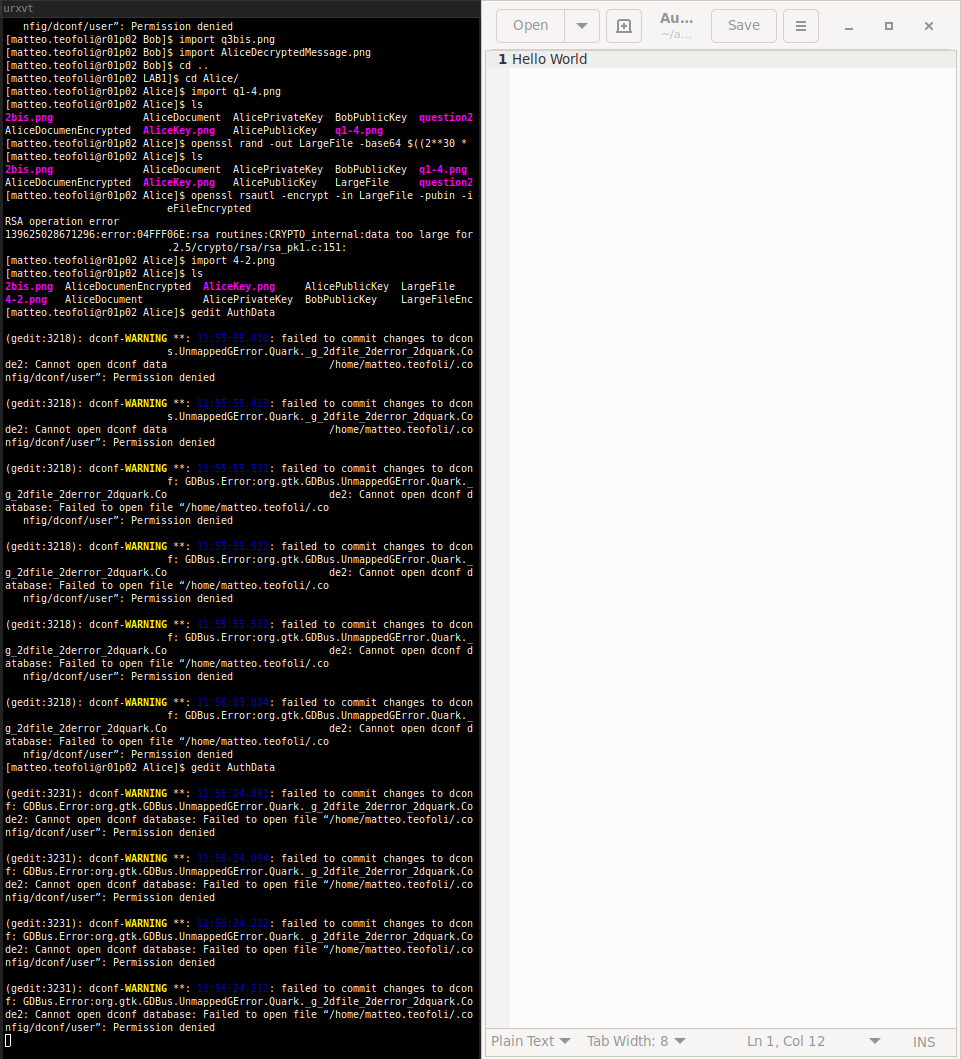 urxvt
nfig/dconf/user”: Permission denied
[matteo.teofoli@r01p02 Bob]$ import q3bis.png
[matteo.teofoli@r01p02 Bob]$ import AliceDecryptedMessage.png
[matteo.teofoli@r01p02 Bob]$ cd ..
[matteo.teofoli@r01p02 LAB1]$ cd Alice/
[matteo.teofoli@r01p02 Alice]$ import q1-4.png
[matteo.teofoli@r01p02 Alice]$ ls
2bis.png AliceDocument AlicePrivateKey BobPublicKey question2
AliceDocumenEncrypted AliceKey.png AlicePublicKey q1-4.png
[matteo.teofoli@r01p02 Alice]$ openssl rand -out LargeFile -base64 $((2**30 *
[matteo.teofoli@r01p02 Alice]$ ls
2bis.png AliceDocument AlicePrivateKey BobPublicKey q1-4.png
AliceDocumenEncrypted AliceKey.png AlicePublicKey LargeFile question2
[matteo.teofoli@r01p02 Alice]$ openssl rsautl -encrypt -in LargeFile -pubin -i
eFileEncrypted
RSA operation error
139625028671296:error:04FFF06E:rsa routines:CRYPTO_internal:data too large for
.2.5/crypto/rsa/rsa_pk1.c:151:
[matteo.teofoli@r01p02 Alice]$ import 4-2.png
[matteo.teofoli@r01p02 Alice]$ ls
2bis.png AliceDocumenEncrypted AliceKey.png AlicePublicKey LargeFile
4-2.png AliceDocument AlicePrivateKey BobPublicKey LargeFileEnc
[matteo.teofoli@r01p02 Alice]$ gedit AuthData
(gedit:3218): dconf-WARNING **: 11:55:55.410: failed to commit changes to dcon
s.UnmappedGError.Quark._g_2dfile_2derror_2dquark.Co
de2: Cannot open dconf data /home/matteo.teofoli/.co
nfig/dconf/user”: Permission denied
(gedit:3218): dconf-WARNING **: 11:55:55.413: failed to commit changes to dcon
s.UnmappedGError.Quark._g_2dfile_2derror_2dquark.Co
de2: Cannot open dconf data /home/matteo.teofoli/.co
nfig/dconf/user”: Permission denied
(gedit:3218): dconf-WARNING **: 11:55:55.531: failed to commit changes to dcon
f: GDBus.Error:org.gtk.GDBus.UnmappedGError.Quark._
g_2dfile_2derror_2dquark.Co de2: Cannot open dconf d
atabase: Failed to open file “/home/matteo.teofoli/.co
nfig/dconf/user”: Permission denied
(gedit:3218): dconf-WARNING **: 11:55:55.532: failed to commit changes to dcon
f: GDBus.Error:org.gtk.GDBus.UnmappedGError.Quark._
g_2dfile_2derror_2dquark.Co de2: Cannot open dconf d
atabase: Failed to open file “/home/matteo.teofoli/.co
nfig/dconf/user”: Permission denied
(gedit:3218): dconf-WARNING **: 11:55:55.532: failed to commit changes to dcon
f: GDBus.Error:org.gtk.GDBus.UnmappedGError.Quark._
g_2dfile_2derror_2dquark.Co de2: Cannot open dconf d
atabase: Failed to open file “/home/matteo.teofoli/.co
nfig/dconf/user”: Permission denied
(gedit:3218): dconf-WARNING **: 11:56:03.024: failed to commit changes to dcon
f: GDBus.Error:org.gtk.GDBus.UnmappedGError.Quark._
g_2dfile_2derror_2dquark.Co de2: Cannot open dconf d
atabase: Failed to open file “/home/matteo.teofoli/.co
nfig/dconf/user”: Permission denied
[matteo.teofoli@r01p02 Alice]$ gedit AuthData
(gedit:3231): dconf-WARNING **: 11:56:24.091: failed to commit changes to dcon
f: GDBus.Error:org.gtk.GDBus.UnmappedGError.Quark._g_2dfile_2derror_2dquark.Co
de2: Cannot open dconf database: Failed to open file “/home/matteo.teofoli/.co
nfig/dconf/user”: Permission denied
(gedit:3231): dconf-WARNING **: 11:56:24.094: failed to commit changes to dcon
f: GDBus.Error:org.gtk.GDBus.UnmappedGError.Quark._g_2dfile_2derror_2dquark.Co
de2: Cannot open dconf database: Failed to open file “/home/matteo.teofoli/.co
nfig/dconf/user”: Permission denied
(gedit:3231): dconf-WARNING **: 11:56:24.212: failed to commit changes to dcon
f: GDBus.Error:org.gtk.GDBus.UnmappedGError.Quark._g_2dfile_2derror_2dquark.Co
de2: Cannot open dconf database: Failed to open file “/home/matteo.teofoli/.co
nfig/dconf/user”: Permission denied
(gedit:3231): dconf-WARNING **: 11:56:24.212: failed to commit changes to dcon
f: GDBus.Error:org.gtk.GDBus.UnmappedGError.Quark._g_2dfile_2derror_2dquark.Co
de2: Cannot open dconf database: Failed to open file “/home/matteo.teofoli/.co
nfig/dconf/user”: Permission denied
Open Au... Save
~/a...
1 Hello World
Plain Text Tab Width: 8 Ln 1, Col 12 INS